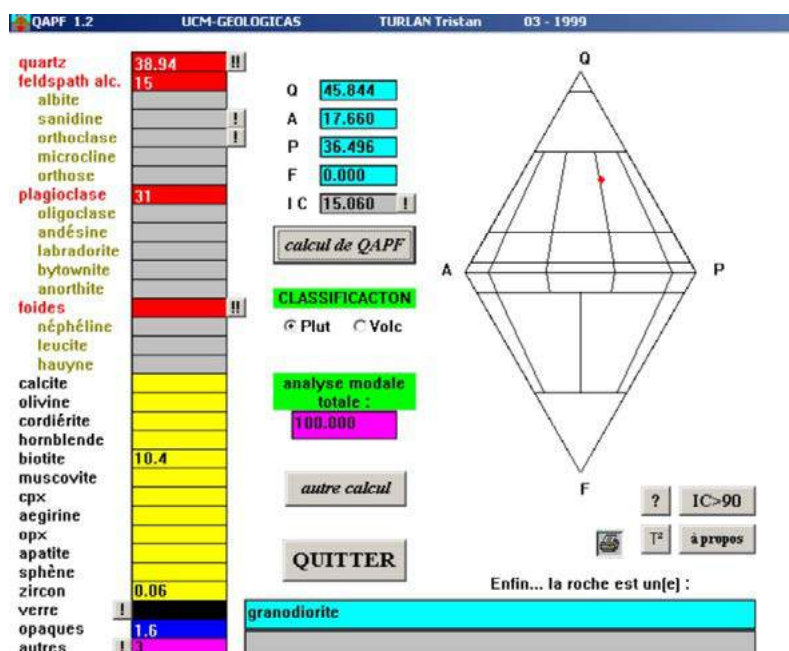 QAPF 1.2 UCM-GEOLOGICAS TURLAN Tristan 03 - 1999
quartz 38.94 !!
feldspath alc. 15
albite
sanidine !
orthoclase !
microcline
orthose
plagioclase 31
oligoclase
andésine
labradorite
bytownite
anorthite
foides !!
néphéline
leucite
hauyne
calcite
olivine
cordiérite
hornblende
biotite 10.4
muscovite
cpx
aegirine
opx
apatite
sphène
zircon 0.06
verre !
opaques 1.6
autres ! 3
Q 45.844
A 17.660
P 36.496
F 0.000
IC 15.060 !
calcul de QAPF
CLASSIFICACTON
Plut Volc
analyse modale
totale :
100.000
autre calcul
QUITTER
Q
A P
F
? IC>90
T² à propos
Enfin... la roche est un(e) :
granodiorite